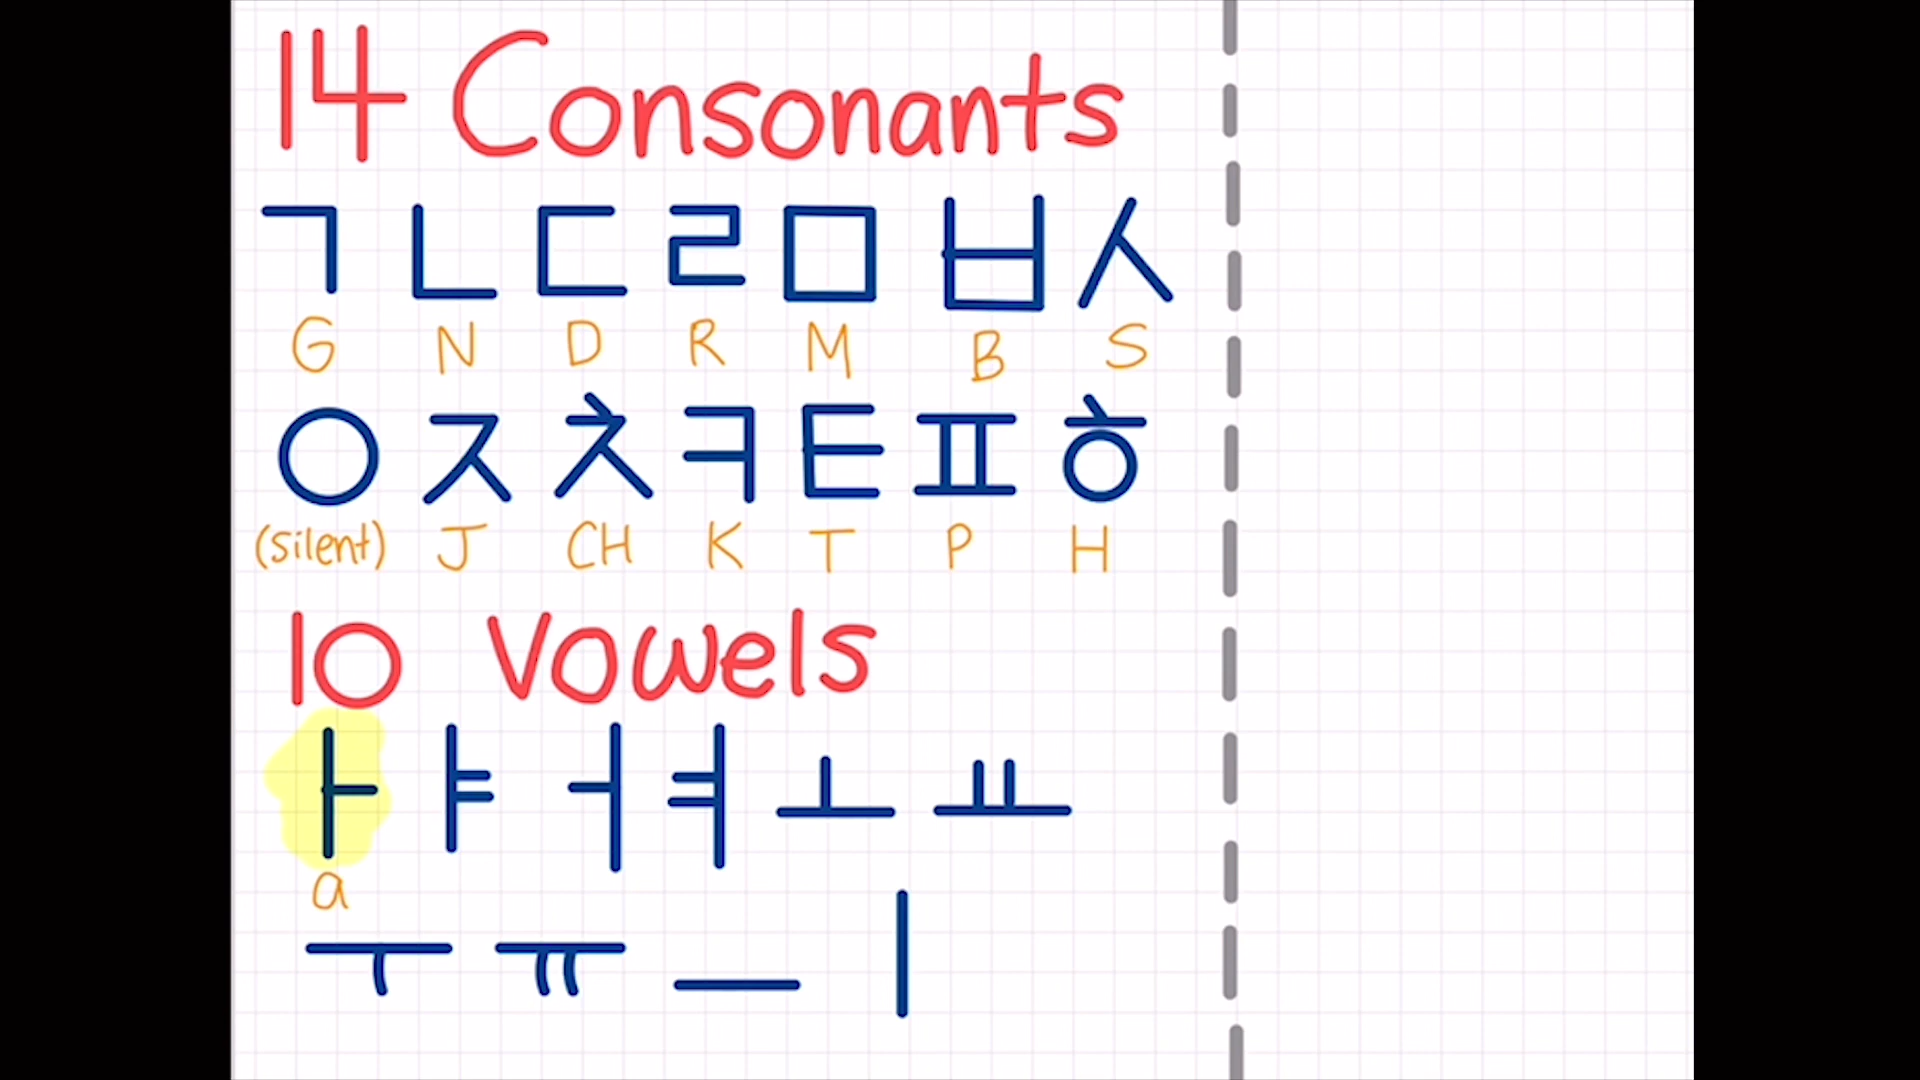 14 Consonants
ㄱ ㄴ ㄷ ㄹ ㅁ ㅂ ㅅ
G N D R M B S
ㅇ ㅈ ㅊ ㅋ ㅌ ㅍ ㅎ
(silent) J CH K T P H
10 Vowels
ㅏ ㅑ ㅓ ㅕ ㅗ ㅛ
a
ㅜ ㅠ ㅡ ㅣ